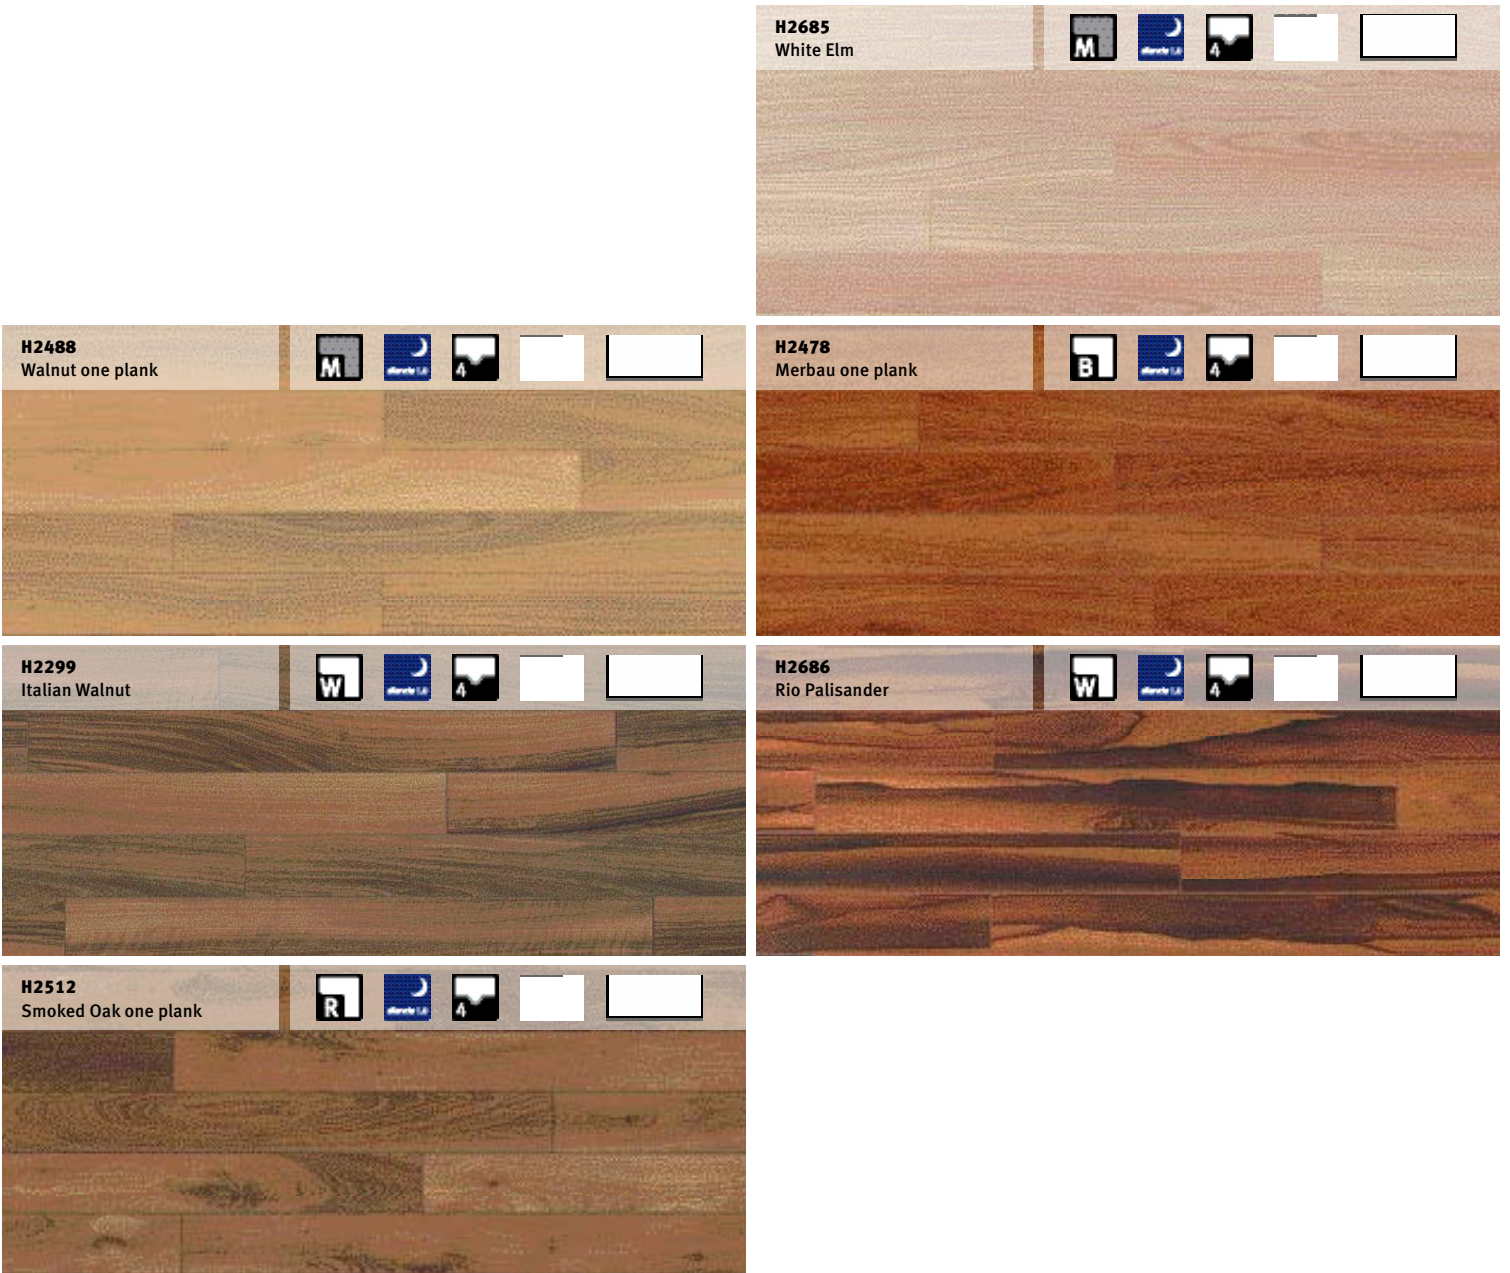 H2685
White Elm
M
4
H2488
Walnut one plank
M
4
H2478
Merbau one plank
B
4
H2299
Italian Walnut
W
4
H2686
Rio Palisander
W
4
H2512
Smoked Oak one plank
R
4